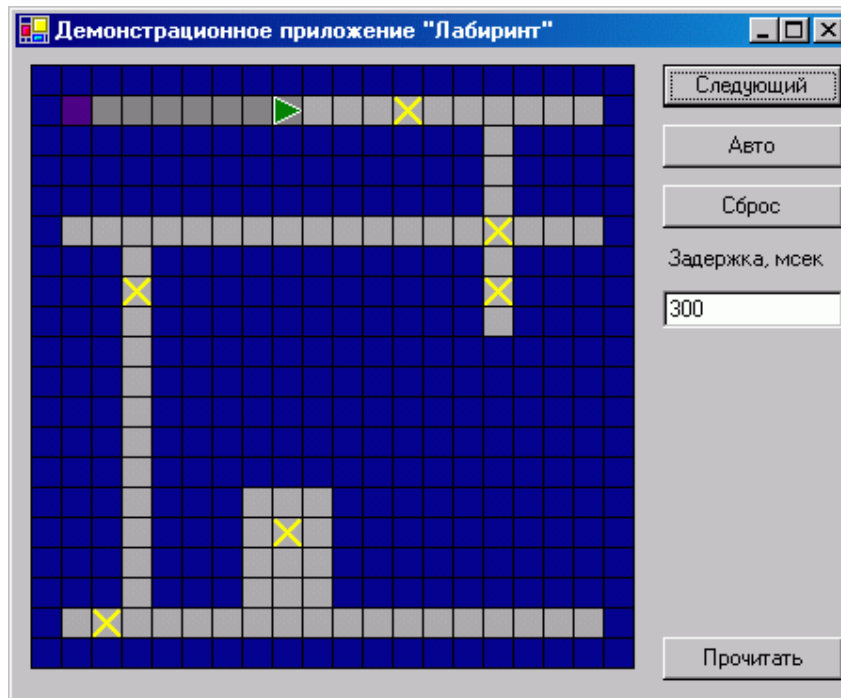 Демонстрационное приложение "Лабиринт"
Следующий
Авто
Сброс
Задержка, мсек
300
Прочитать